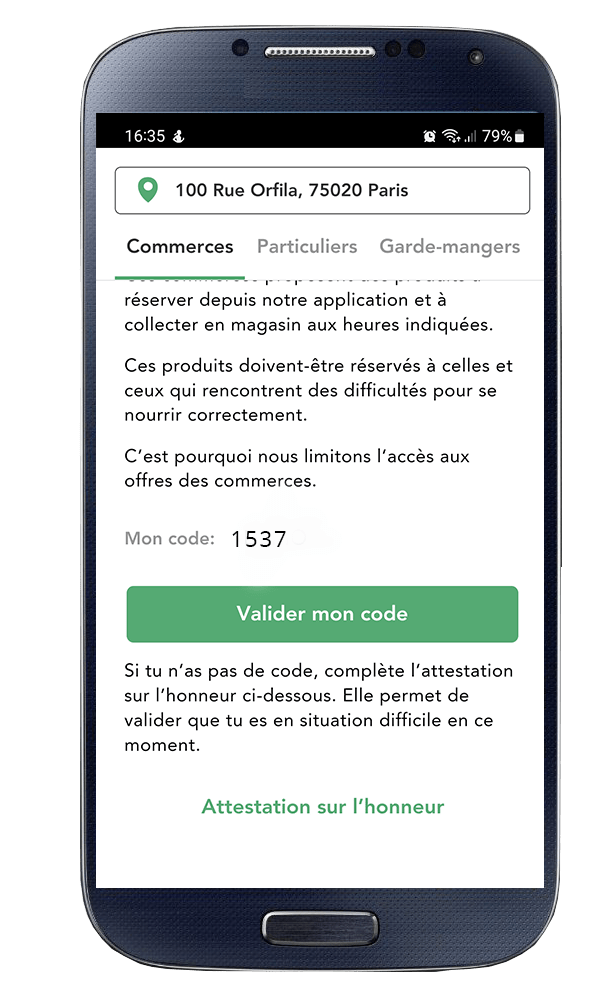 16:35
79%
100 Rue Orfila, 75020 Paris
Commerces Particuliers Garde-mangers
réserver depuis notre application et à
collecter en magasin aux heures indiquées.
Ces produits doivent-être réservés à celles et
ceux qui rencontrent des difficultés pour se
nourrir correctement.
C’est pourquoi nous limitons l’accès aux
offres des commerces.
Mon code: 1537
Valider mon code
Si tu n’as pas de code, complète l’attestation
sur l’honneur ci-dessous. Elle permet de
valider que tu es en situation difficile en ce
moment.
Attestation sur l’honneur